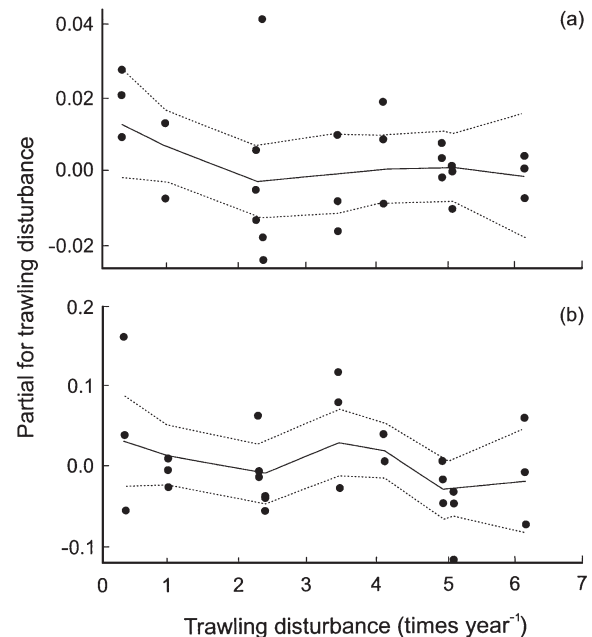 (a)
0.04
0.02
0.00
-0.02
Partial for trawling disturbance
(b)
0.2
0.1
0.0
-0.1
0 1 2 3 4 5 6 7
Trawling disturbance (times year⁻¹)